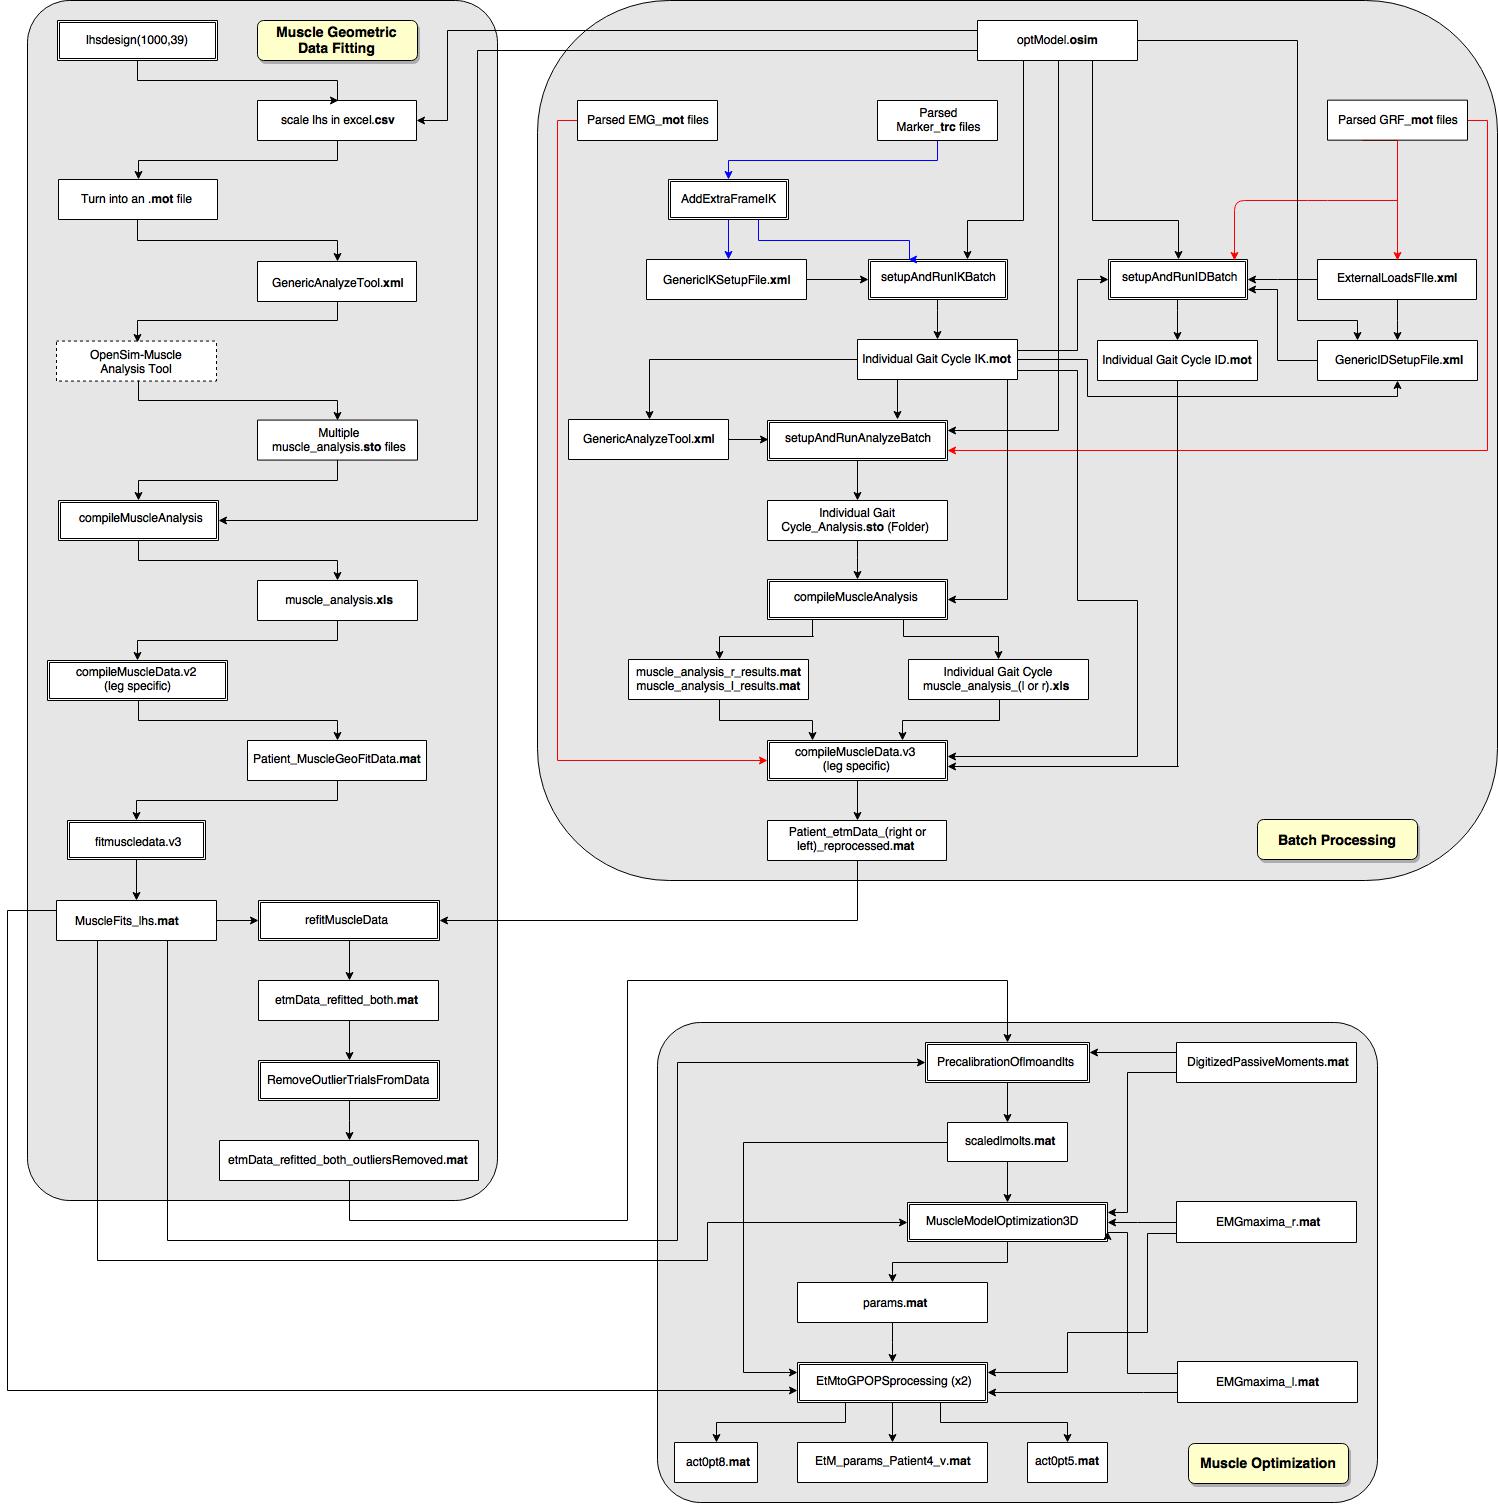 lhsdesign(1000,39)
Muscle Geometric
Data Fitting
scale lhs in excel.csv
Turn into an .mot file
GenericAnalyzeTool.xml
OpenSim-Muscle
Analysis Tool
Multiple
muscle_analysis.sto files
compileMuscleAnalysis
muscle_analysis.xls
compileMuscleData.v2
(leg specific)
Patient_MuscleGeoFitData.mat
fitmuscledata.v3
MuscleFits_lhs.mat
refitMuscleData
etmData_refitted_both.mat
RemoveOutlierTrialsFromData
etmData_refitted_both_outliersRemoved.mat
optModel.osim
Parsed EMG_mot files
Parsed
Marker_trc files
Parsed GRF_mot files
AddExtraFrameIK
GenericIKSetupFile.xml
setupAndRunIKBatch
setupAndRunIDBatch
ExternalLoadsFIle.xml
Individual Gait Cycle IK.mot
Individual Gait Cycle ID.mot
GenericIDSetupFile.xml
GenericAnalyzeTool.xml
setupAndRunAnalyzeBatch
Individual Gait
Cycle_Analysis.sto (Folder)
compileMuscleAnalysis
muscle_analysis_r_results.mat
muscle_analysis_l_results.mat
Individual Gait Cycle
muscle_analysis_(l or r).xls
compileMuscleData.v3
(leg specific)
Patient_etmData_(right or
left)_reprocessed.mat
Batch Processing
PrecalibrationOflmoandlts
DigitizedPassiveMoments.mat
scaledlmolts.mat
MuscleModelOptimization3D
EMGmaxima_r.mat
params.mat
EtMtoGPOPSprocessing (x2)
EMGmaxima_l.mat
act0pt8.mat
EtM_params_Patient4_v.mat
act0pt5.mat
Muscle Optimization